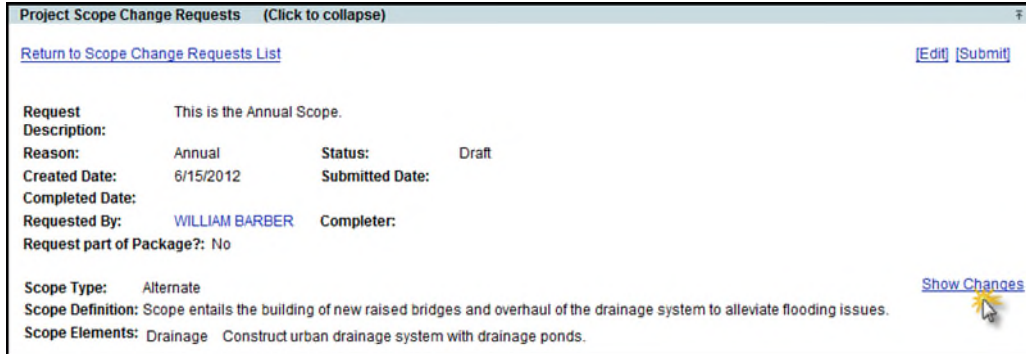 Project Scope Change Requests (Click to collapse)
Return to Scope Change Requests List [Edit] [Submit]
Request Description: This is the Annual Scope.
Reason: Annual Status: Draft
Created Date: 6/15/2012 Submitted Date:
Completed Date:
Requested By: WILLIAM BARBER Completer:
Request part of Package?: No
Scope Type: Alternate Show Changes
Scope Definition: Scope entails the building of new raised bridges and overhaul of the drainage system to alleviate flooding issues.
Scope Elements: Drainage Construct urban drainage system with drainage ponds.